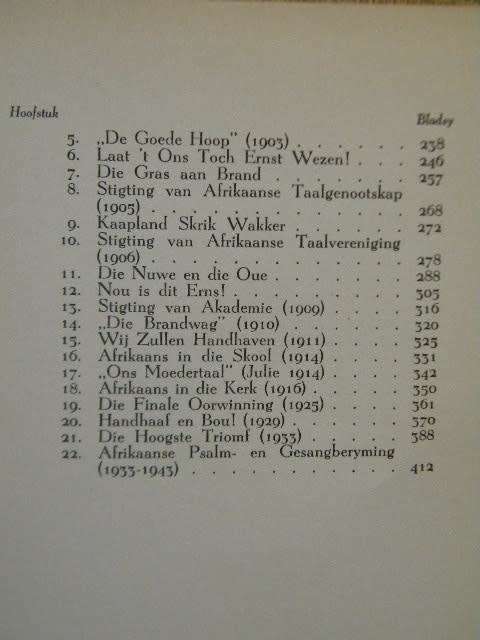 Hoofstuk Bladsy
5. „De Goede Hoop” (1903) . . . . . . 238
6. Laat 't Ons Toch Ernst Wezen! . . . . 246
7. Die Gras aan Brand . . . . . . . 257
8. Stigting van Afrikaanse Taalgenootskap
(1905) . . . . . . . . . . . . 268
9. Kaapland Skrik Wakker . . . . . . 272
10. Stigting van Afrikaanse Taalvereniging
(1906) . . . . . . . . . . . . 278
11. Die Nuwe en die Oue . . . . . . . 288
12. Nou is dit Erns! . . . . . . . . . 303
13. Stigting van Akademie (1909) . . . . 316
14. „Die Brandwag” (1910) . . . . . . 320
15. Wij Zullen Handhaven (1911) . . . . 325
16. Afrikaans in die Skool (1914) . . . . 331
17. „Ons Moedertaal” (Julie 1914) . . . . 342
18. Afrikaans in die Kerk (1916) . . . . . 350
19. Die Finale Oorwinning (1925) . . . . 361
20. Handhaaf en Bou! (1929) . . . . . 370
21. Die Hoogste Triomf (1933) . . . . . 388
22. Afrikaanse Psalm- en Gesangberyming
(1933-1943) . . . . . . . . . . 412